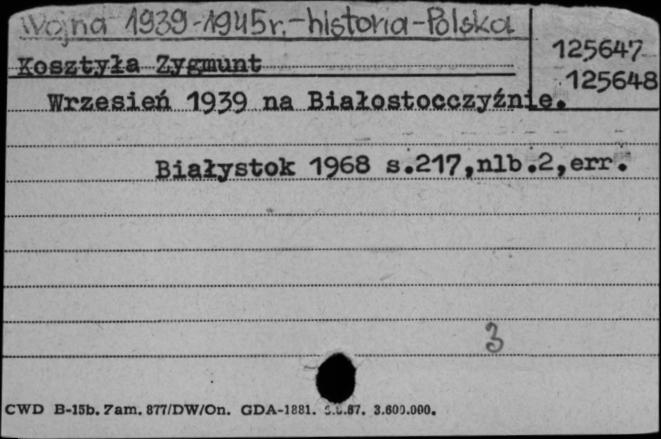 Wojna 1939-1945r.-historia-Polska
125647
Kosztyła Zygmunt
125648
Wrzesień 1939 na Białostocczyźnie.
Białystok 1968 s.217,nlb.2,err.
3
CWD B-15b. Zam. 877/DW/On. GDA-1881. 3.600.000.